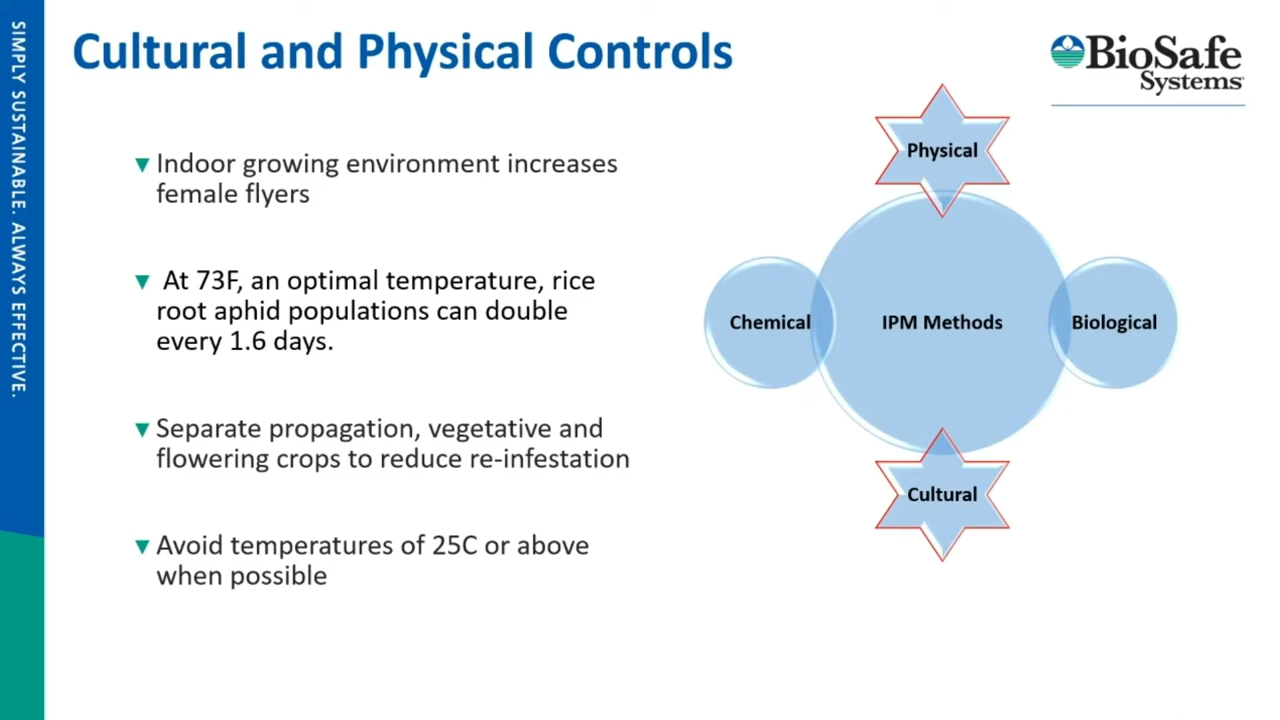 SIMPLY SUSTAINABLE. ALWAYS EFFECTIVE.
Cultural and Physical Controls
BioSafe
Systems
Indoor growing environment increases
female flyers
At 73F, an optimal temperature, rice
root aphid populations can double
every 1.6 days.
Separate propagation, vegetative and
flowering crops to reduce re-infestation
Avoid temperatures of 25C or above
when possible
Physical
Chemical
IPM Methods
Biological
Cultural